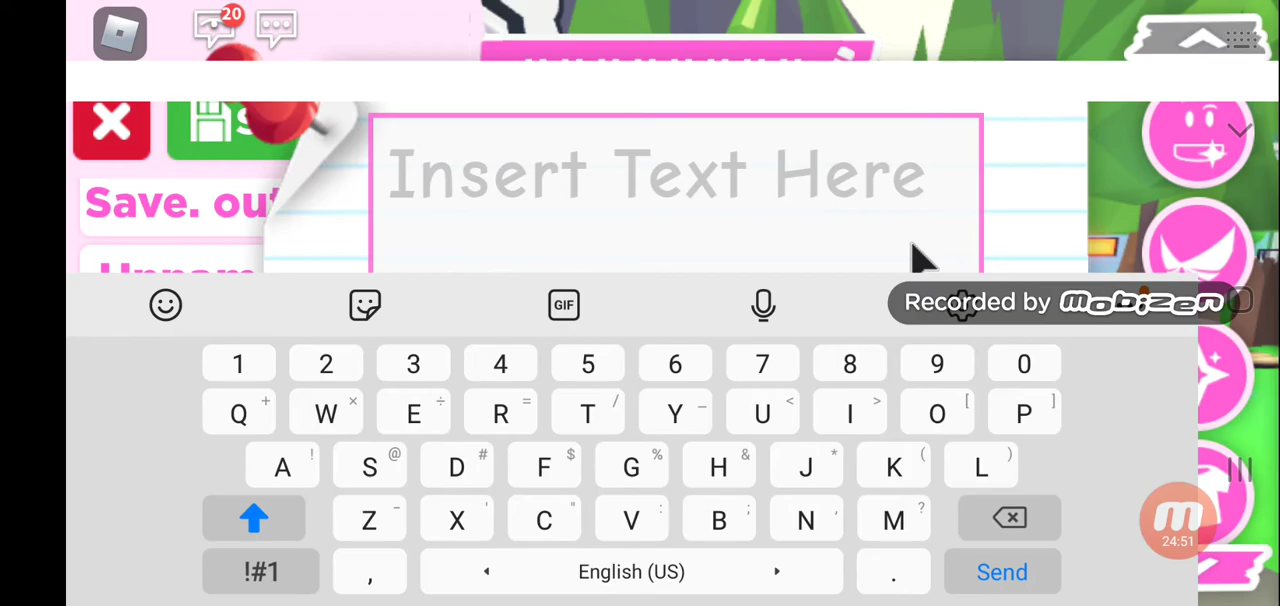 20
S
Save. ou
Insert Text Here
Unnam
GIF
Recorded by mobizen
1 2 3 4 5 6 7 8 9 0
Q + W × E ÷ R = T / Y _ U < I > O [ P ]
A ! S @ D # F $ G % H & J * K ( L )
Z - X ' C " V : B ; N , M ?
!#1 , English (US) . Send
24:51